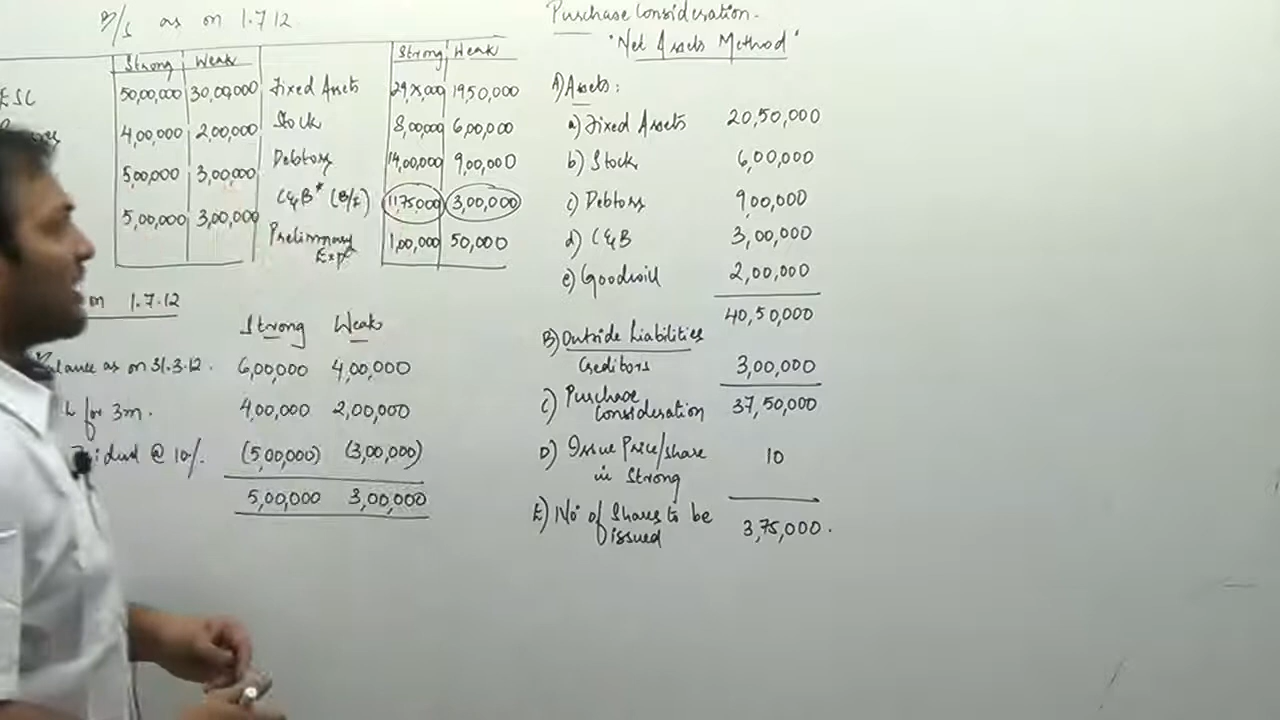 B/S as on 1.7.12
Strong Weak Strong Weak
ESC 50,00,000 30,00,000 Fixed Assets 29,25,000 19,50,000
4,00,000 2,00,000 Stock 8,00,000 6,00,000
5,00,000 3,00,000 Debtors 14,00,000 9,00,000
5,00,000 3,00,000 C&B* (B/f) 1175000 3,00,000
Preliminary Exp 1,00,000 50,000
on 1.7.12
Strong Weak
Balance as on 31.3.12. 6,00,000 4,00,000
for 3m. 4,00,000 2,00,000
@ 10%. (5,00,000) (3,00,000)
5,00,000 3,00,000
Purchase Consideration-
"Net Assets Method"
A) Assets:
a) Fixed Assets 20,50,000
b) Stock 6,00,000
c) Debtors 9,00,000
d) C&B 3,00,000
e) Goodwill 2,00,000
40,50,000
B) Outside Liabilities
Creditors 3,00,000
C) Purchase
Consideration 37,50,000
D) Issue Price/share 10
in Strong
E) No of Shares to be
issued 3,75,000.